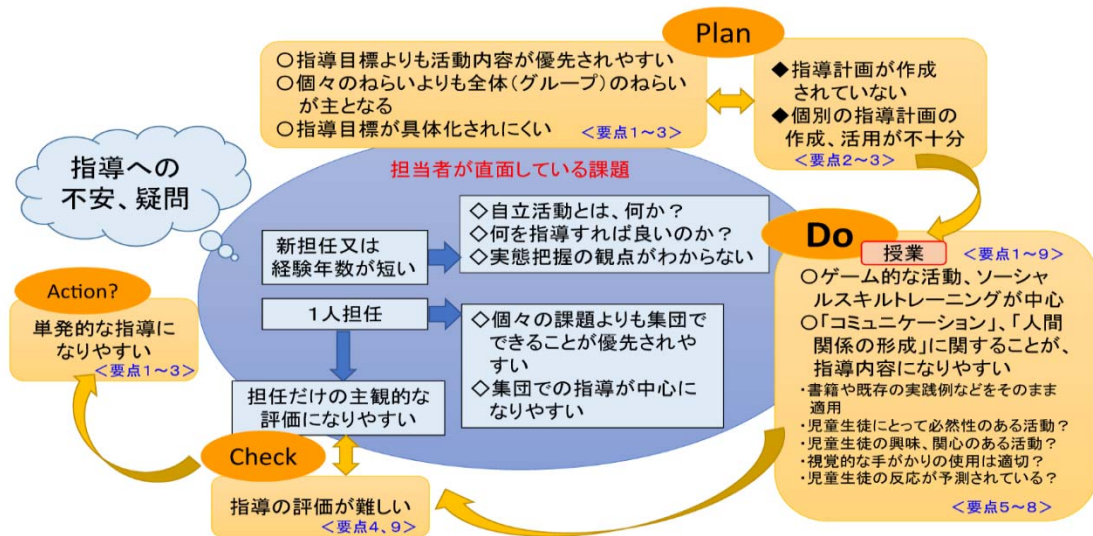 Plan
〇指導目標よりも活動内容が優先されやすい
〇個々のねらいよりも全体(グループ)のねらい
が主となる
〇指導目標が具体化されにくい
<要点1～3>
◆指導計画が作成
されていない
◆個別の指導計画の
作成、活用が不十分
<要点2～3>
指導への
不安、疑問
担当者が直面している課題
新担任又は
経験年数が短い
◇自立活動とは、何か?
◇何を指導すれば良いのか?
◇実態把握の観点がわからない
1人担任
◇個々の課題よりも集団で
できることが優先されや
すい
◇集団での指導が中心に
なりやすい
担任だけの主観的な
評価になりやすい
Do
授業
<要点1～9>
〇ゲーム的な活動、ソーシャ
ルスキルトレーニングが中心
〇「コミュニケーション」、「人間
関係の形成」に関することが、
指導内容になりやすい
・書籍や既存の実践例などをそのまま
適用
・児童生徒にとって必然性のある活動?
・児童生徒の興味、関心のある活動?
・視覚的な手がかりの使用は適切?
・児童生徒の反応が予測されている?
<要点5～8>
Check
指導の評価が難しい
<要点4、9>
Action?
単発的な指導に
なりやすい
<要点1～3>